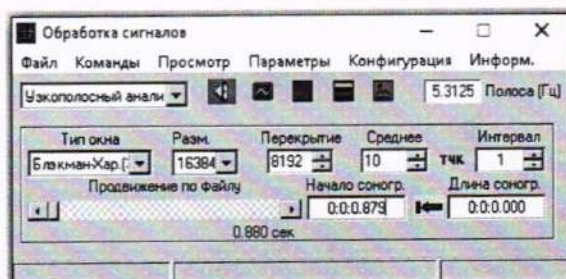 Обработка сигналов
Файл Команды Просмотр Параметры Конфигурация Информ.
Узкополосный анали 5.3125 Полоса (Гц)
Тип окна Разм. Перекрытие Среднее Интервал
Блэкман-Хар.( 16384 8192 10 тчк 1
Продвижение по файлу Начало соногр. Длина соногр.
0:0:0.879 0:0:0.000
0.880 сек